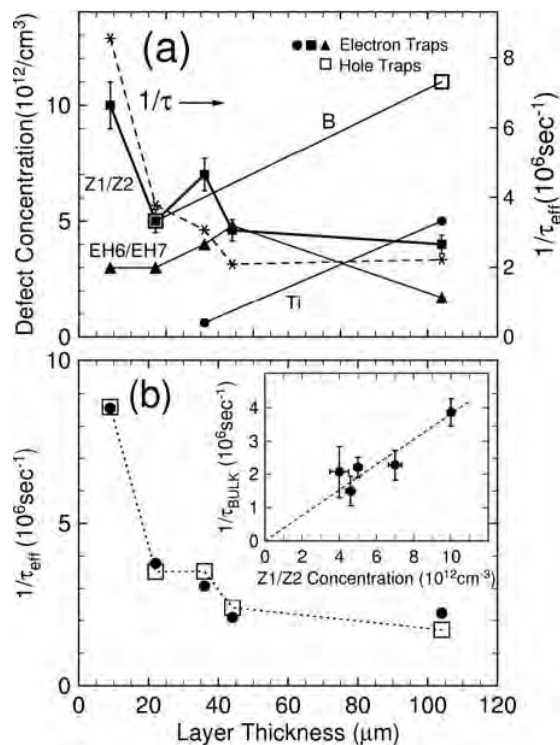 (a)
● ■ ▲ Electron Traps
□ Hole Traps
1/τ
B
Z1/Z2
EH6/EH7
Ti
Defect Concentration(10¹²/cm³)
10
5
0
1/τeff(10⁶sec⁻¹)
8
6
4
2
0
(b)
1/τeff (10⁶sec⁻¹)
10
5
0
1/τBULK (10⁶sec⁻¹)
4
3
2
1
0 2 4 6 8 10
Z1/Z2 Concentration (10¹²cm⁻³)
0 20 40 60 80 100 120
Layer Thickness (μm)